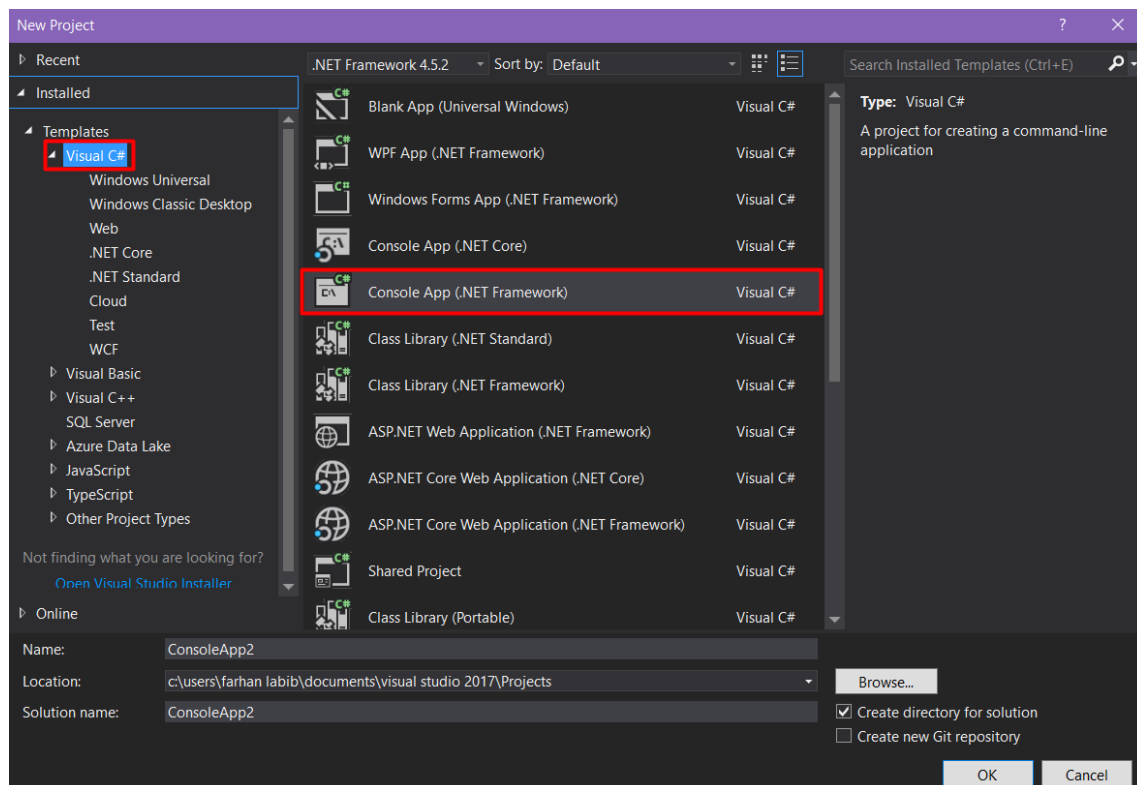 New Project
Recent
Installed
Templates
Visual C#
Windows Universal
Windows Classic Desktop
Web
.NET Core
.NET Standard
Cloud
Test
WCF
Visual Basic
Visual C++
SQL Server
Azure Data Lake
JavaScript
TypeScript
Other Project Types
Not finding what you are looking for?
Open Visual Studio Installer
Online
.NET Framework 4.5.2 Sort by: Default
Blank App (Universal Windows) Visual C#
WPF App (.NET Framework) Visual C#
Windows Forms App (.NET Framework) Visual C#
Console App (.NET Core) Visual C#
Console App (.NET Framework) Visual C#
Class Library (.NET Standard) Visual C#
Class Library (.NET Framework) Visual C#
ASP.NET Web Application (.NET Framework) Visual C#
ASP.NET Core Web Application (.NET Core) Visual C#
ASP.NET Core Web Application (.NET Framework) Visual C#
Shared Project Visual C#
Class Library (Portable) Visual C#
Search Installed Templates (Ctrl+E)
Type: Visual C#
A project for creating a command-line
application
Name: ConsoleApp2
Location: c:\users\farhan labib\documents\visual studio 2017\Projects
Browse...
Solution name: ConsoleApp2
Create directory for solution
Create new Git repository
OK Cancel